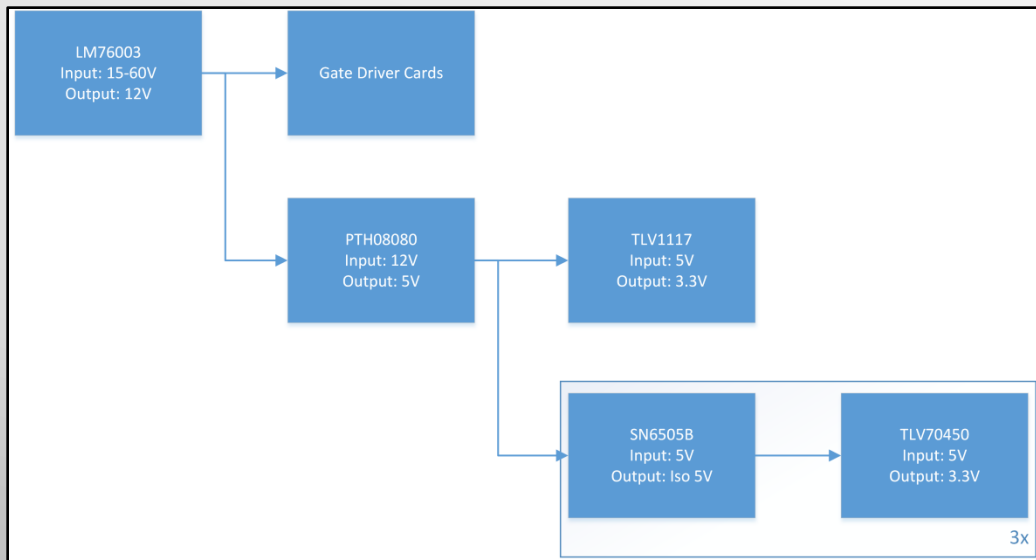 LM76003
Input: 15-60V
Output: 12V
Gate Driver Cards
PTH08080
Input: 12V
Output: 5V
TLV1117
Input: 5V
Output: 3.3V
SN6505B
Input: 5V
Output: Iso 5V
TLV70450
Input: 5V
Output: 3.3V
3x